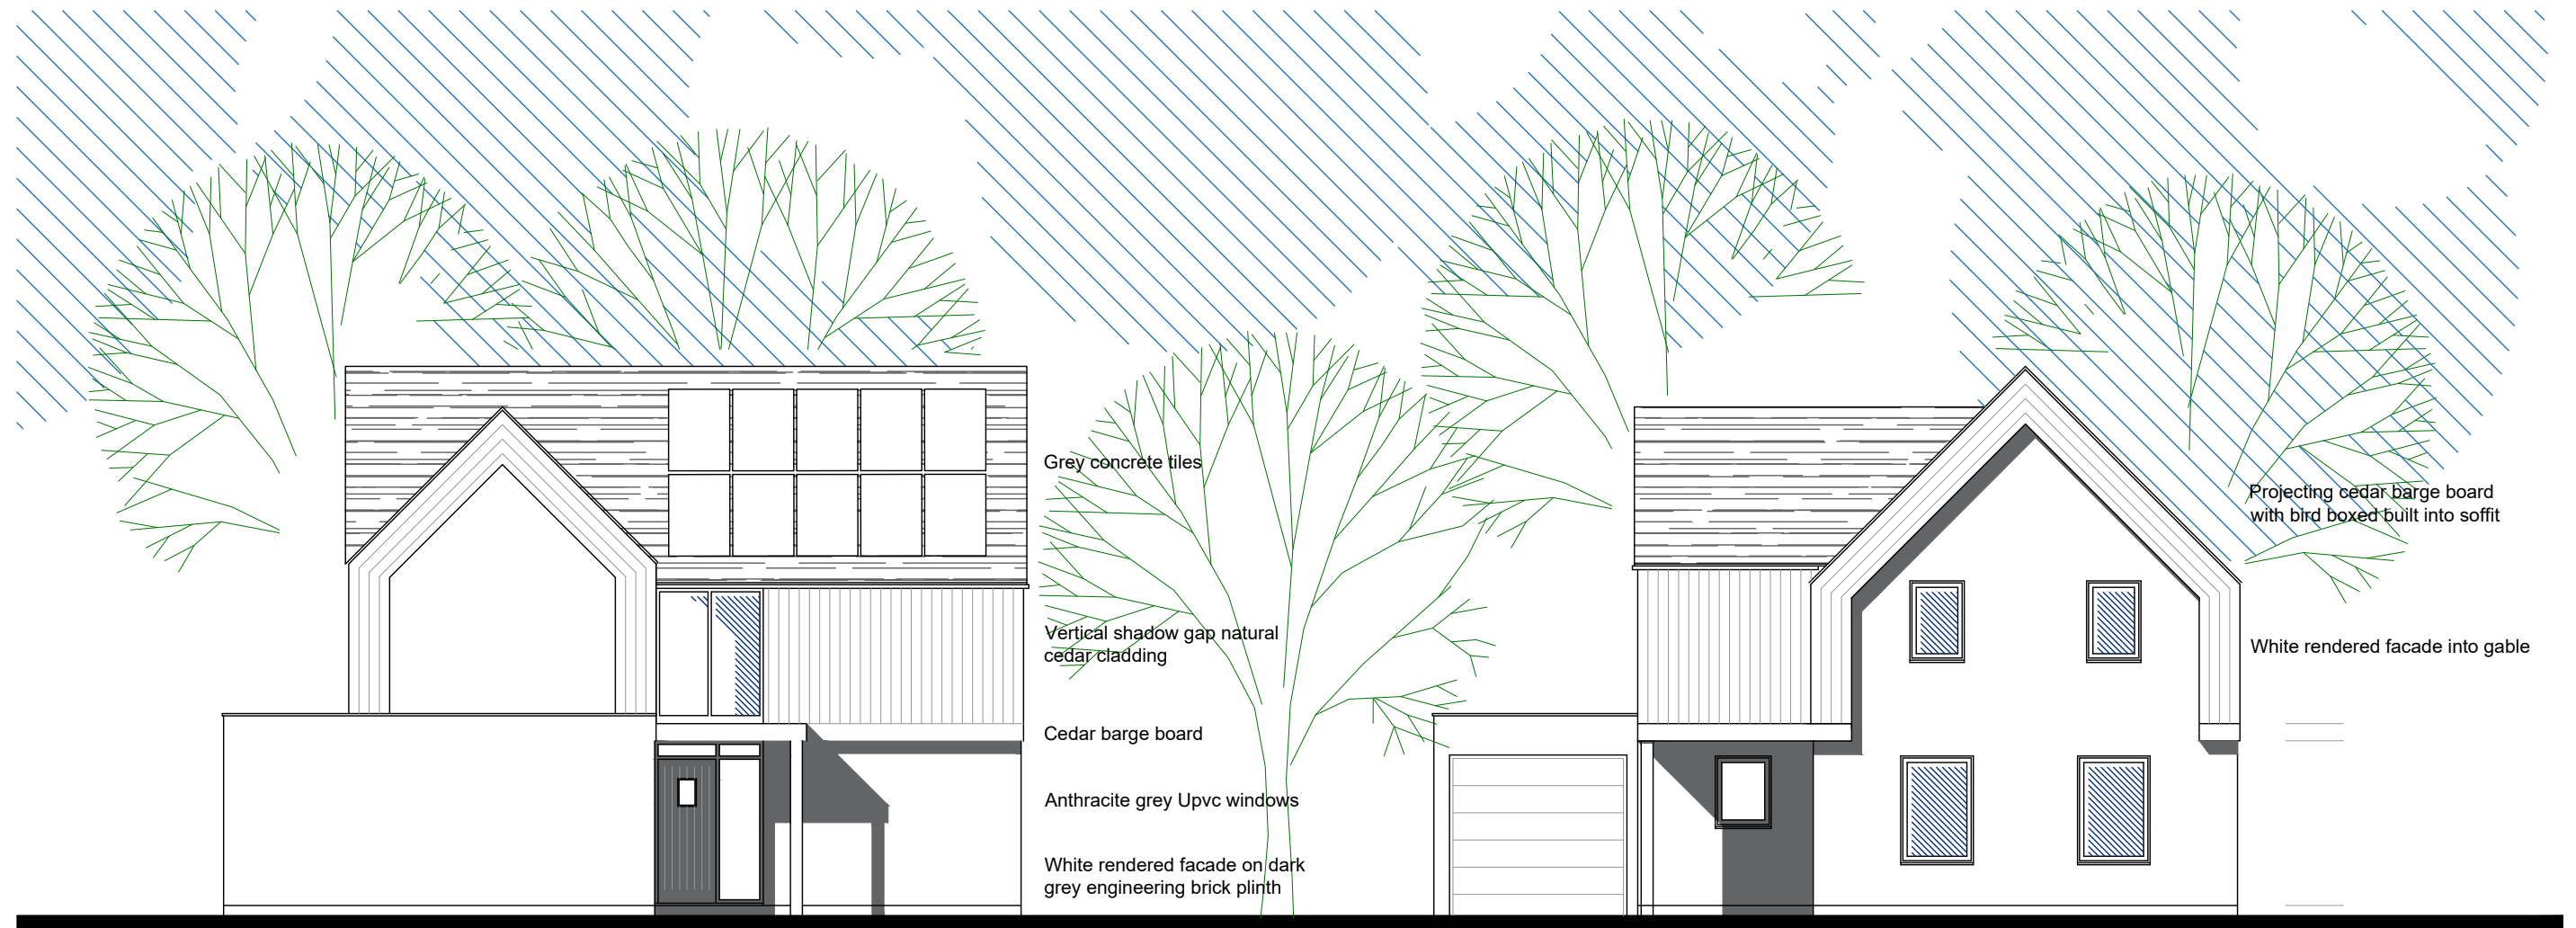 Grey concrete tiles
Vertical shadow gap natural
cedar cladding
Cedar barge board
Anthracite grey Upvc windows
White rendered facade on dark
grey engineering brick plinth
Projecting cedar barge board
with bird boxed built into soffit
White rendered facade into gable